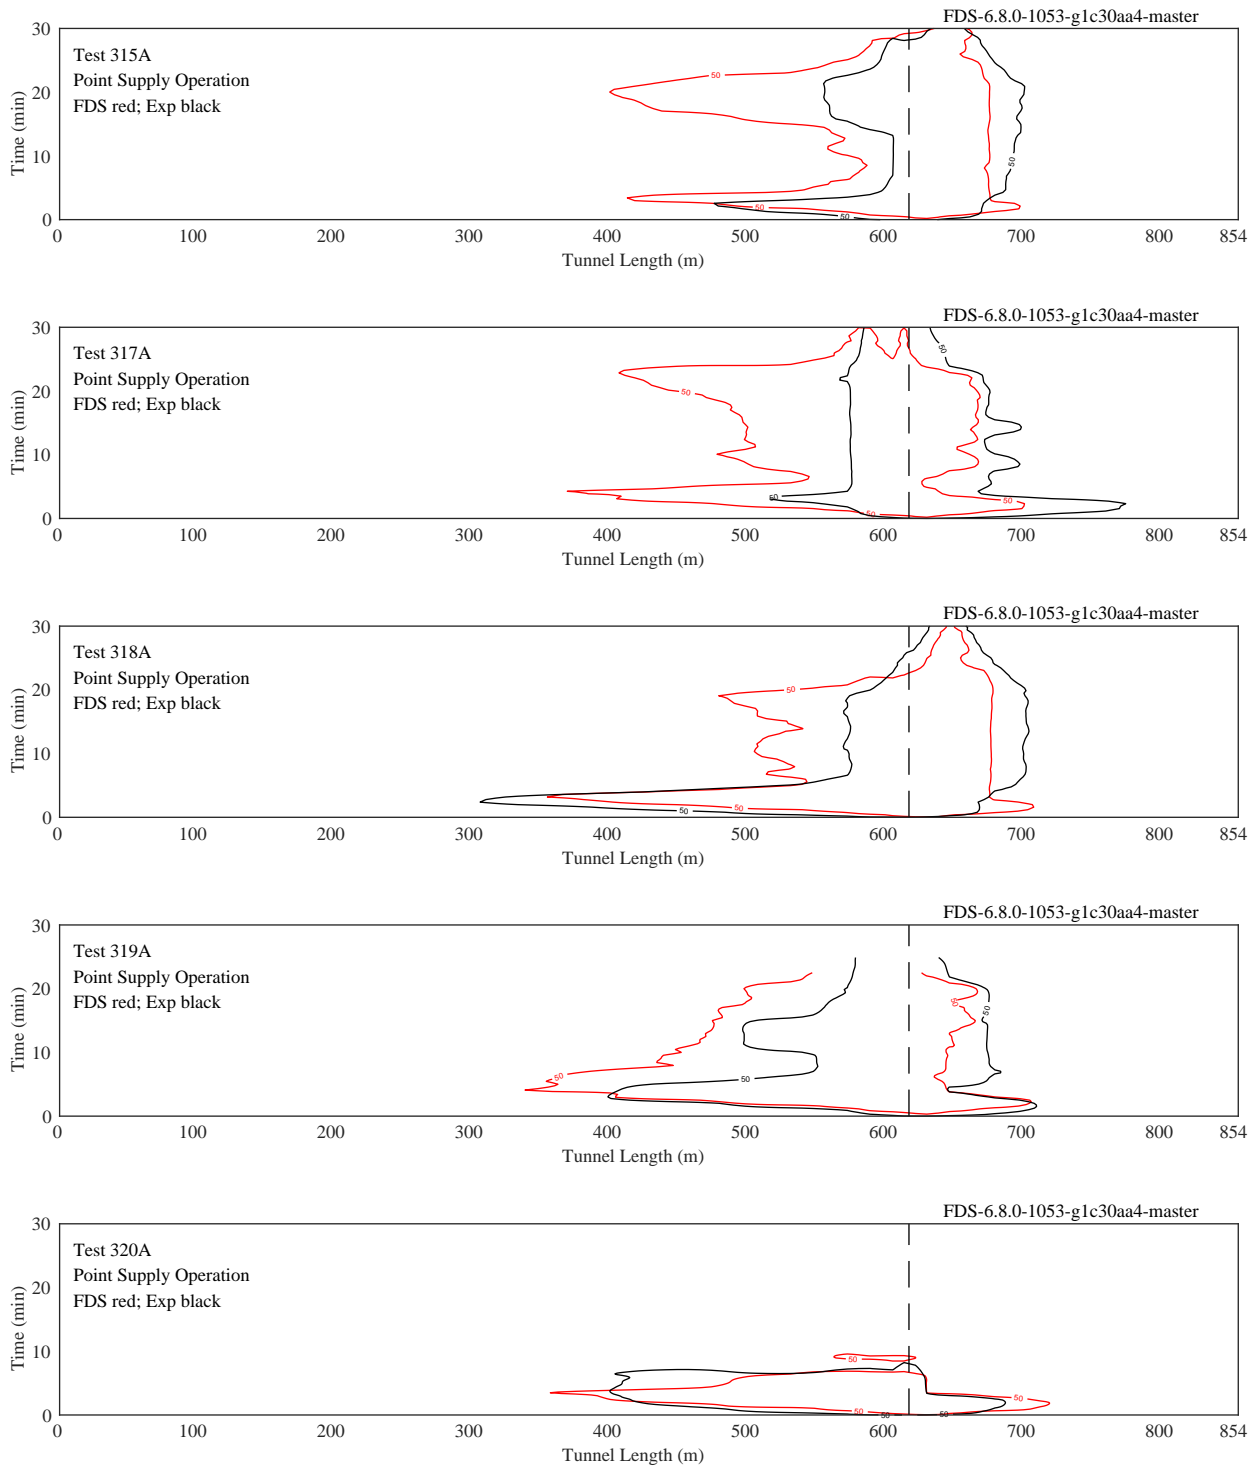 FDS-6.8.0-1053-g1c30aa4-master
Test 315A
Point Supply Operation
FDS red; Exp black
Time (min)
30
20
10
0
50
50
50
50
0 100 200 300 400 500 600 700 800 854
Tunnel Length (m)
FDS-6.8.0-1053-g1c30aa4-master
Test 317A
Point Supply Operation
FDS red; Exp black
Time (min)
30
20
10
0
50
50
50
50
50
0 100 200 300 400 500 600 700 800 854
Tunnel Length (m)
FDS-6.8.0-1053-g1c30aa4-master
Test 318A
Point Supply Operation
FDS red; Exp black
Time (min)
30
20
10
0
50
50
50
0 100 200 300 400 500 600 700 800 854
Tunnel Length (m)
FDS-6.8.0-1053-g1c30aa4-master
Test 319A
Point Supply Operation
FDS red; Exp black
Time (min)
30
20
10
0
50
50
50
50
0 100 200 300 400 500 600 700 800 854
Tunnel Length (m)
FDS-6.8.0-1053-g1c30aa4-master
Test 320A
Point Supply Operation
FDS red; Exp black
Time (min)
30
20
10
0
50
50
50
50
50
0 100 200 300 400 500 600 700 800 854
Tunnel Length (m)